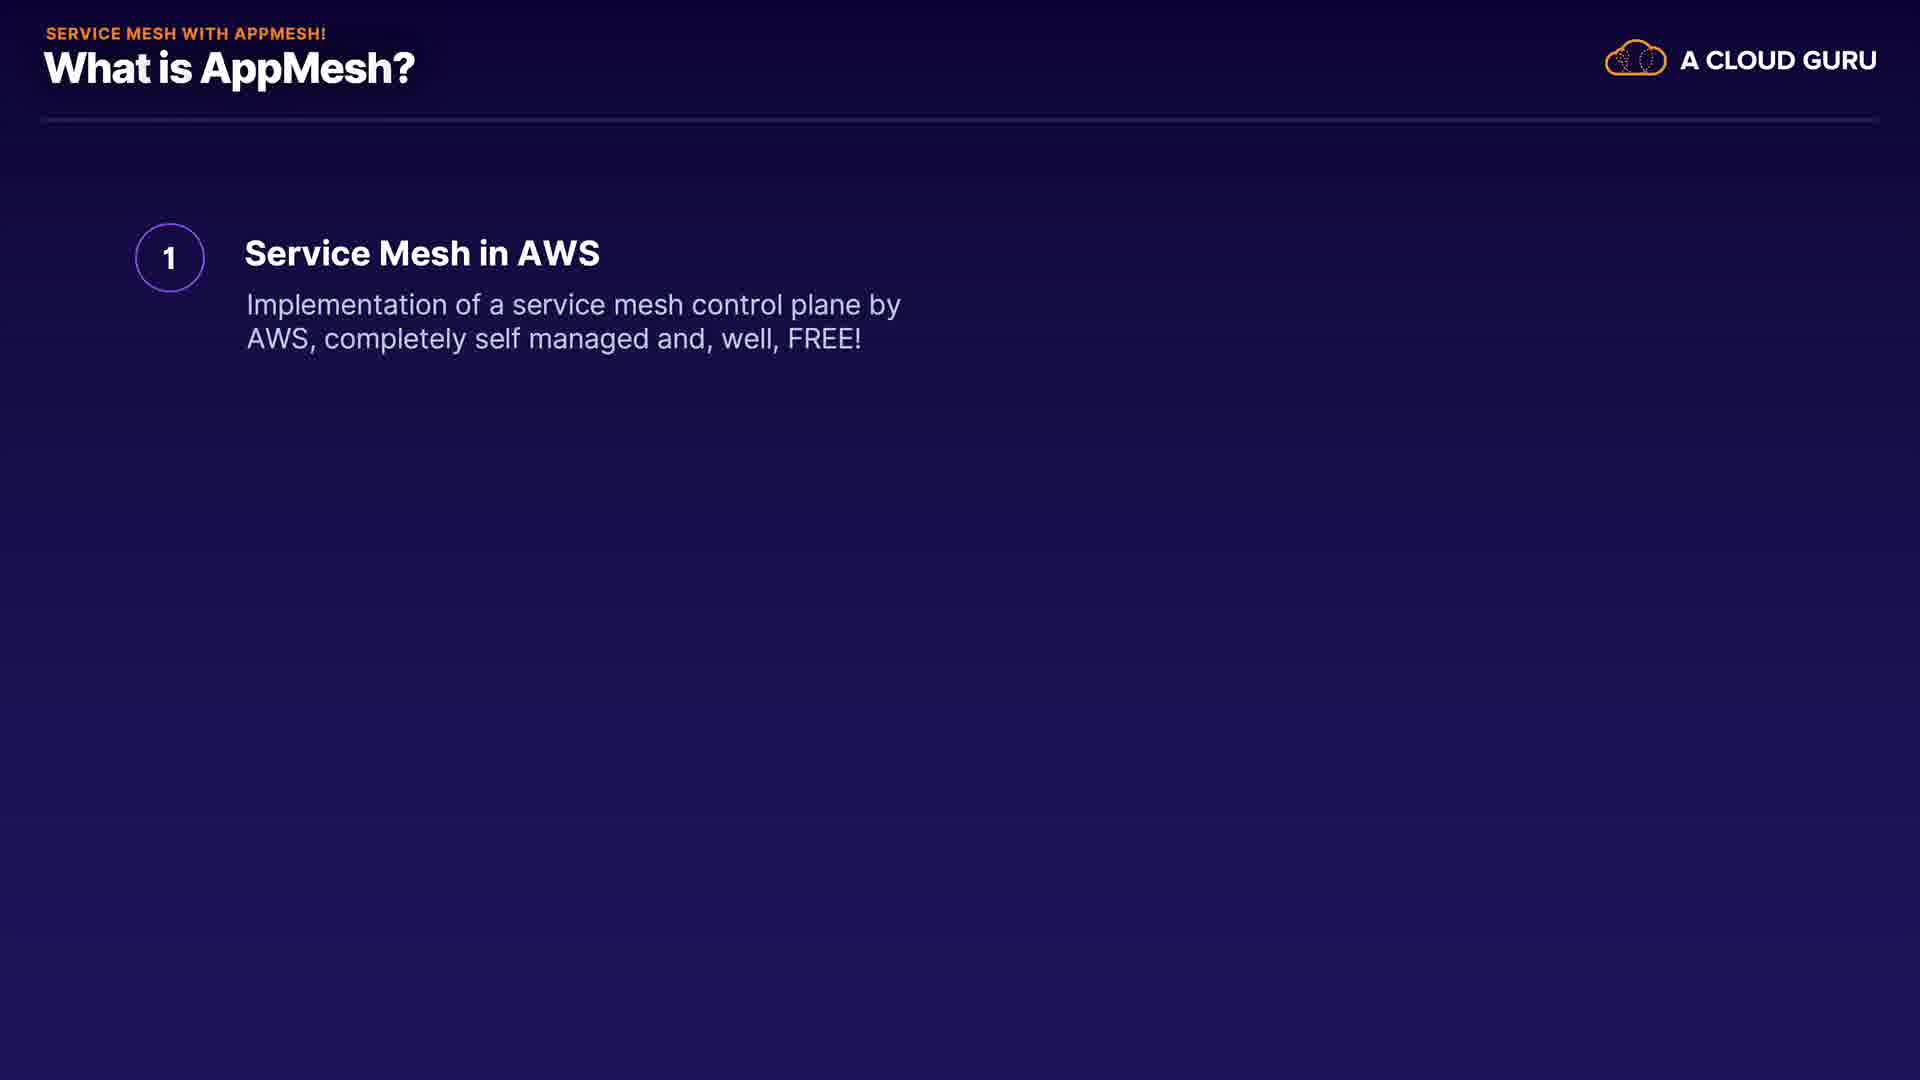 SERVICE MESH WITH APPMESH!
What is AppMesh?
A CLOUD GURU
1
Service Mesh in AWS
Implementation of a service mesh control plane by
AWS, completely self managed and, well, FREE!